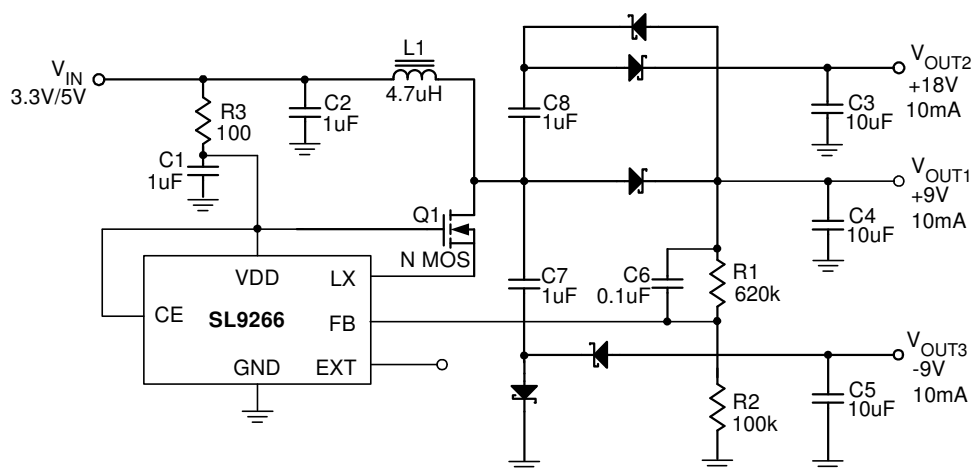 V_IN
3.3V/5V
L1
4.7uH
R3
100
C1
1uF
C2
1uF
C8
1uF
V_OUT2
+18V
10mA
C3
10uF
V_OUT1
+9V
10mA
C4
10uF
Q1
N MOS
VDD
LX
CE
SL9266
FB
GND
EXT
C7
1uF
C6
0.1uF
R1
620k
R2
100k
V_OUT3
-9V
10mA
C5
10uF